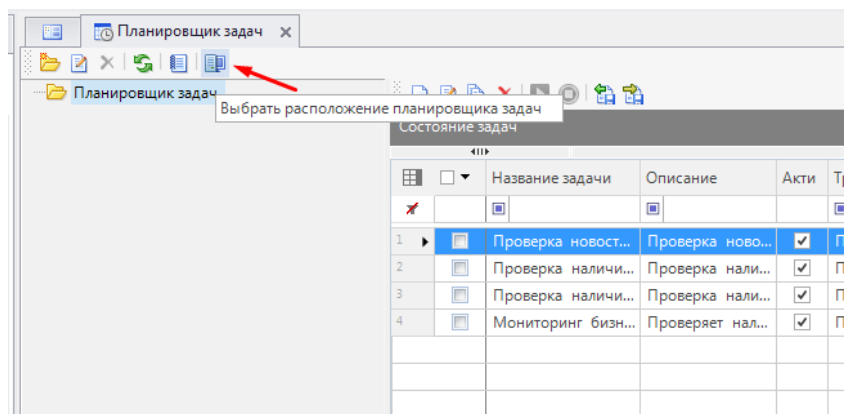 Планировщик задач
Планировщик задач
Выбрать расположение планировщика задач
Состояние задач
Название задачи Описание Акти
1 Проверка новост... Проверка ново...
2 Проверка наличи... Проверка нали...
3 Проверка наличи... Проверка нали...
4 Мониторинг бизн... Проверяет нал...